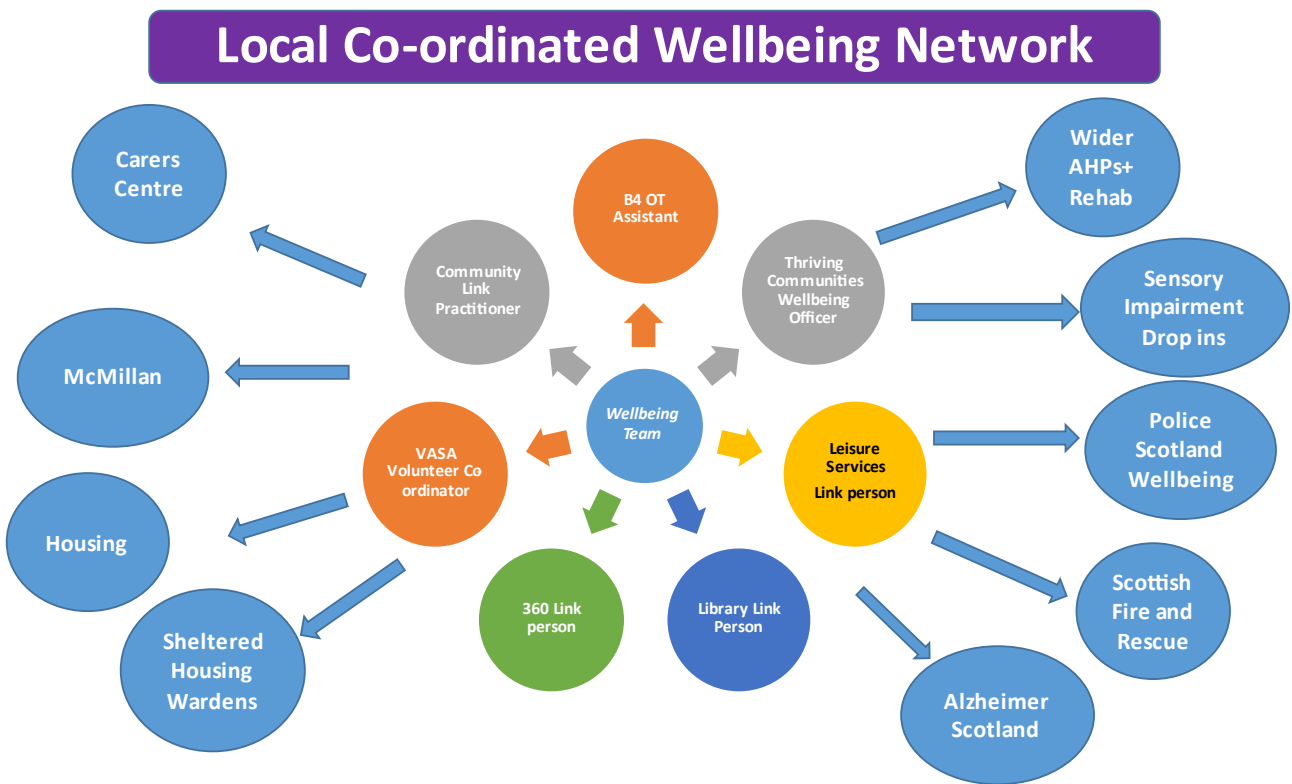 Local Co-ordinated Wellbeing Network
Carers
Centre
McMillan
Housing
Sheltered
Housing
Wardens
Community
Link
Practitioner
B4 OT
Assistant
Thriving
Communities
Wellbeing
Officer
Wellbeing
Team
VASA
Volunteer Co
ordinator
Leisure
Services
Link person
360 Link
person
Library Link
Person
Wider
AHPs+
Rehab
Sensory
Impairment
Drop ins
Police
Scotland
Wellbeing
Scottish
Fire and
Rescue
Alzheimer
Scotland